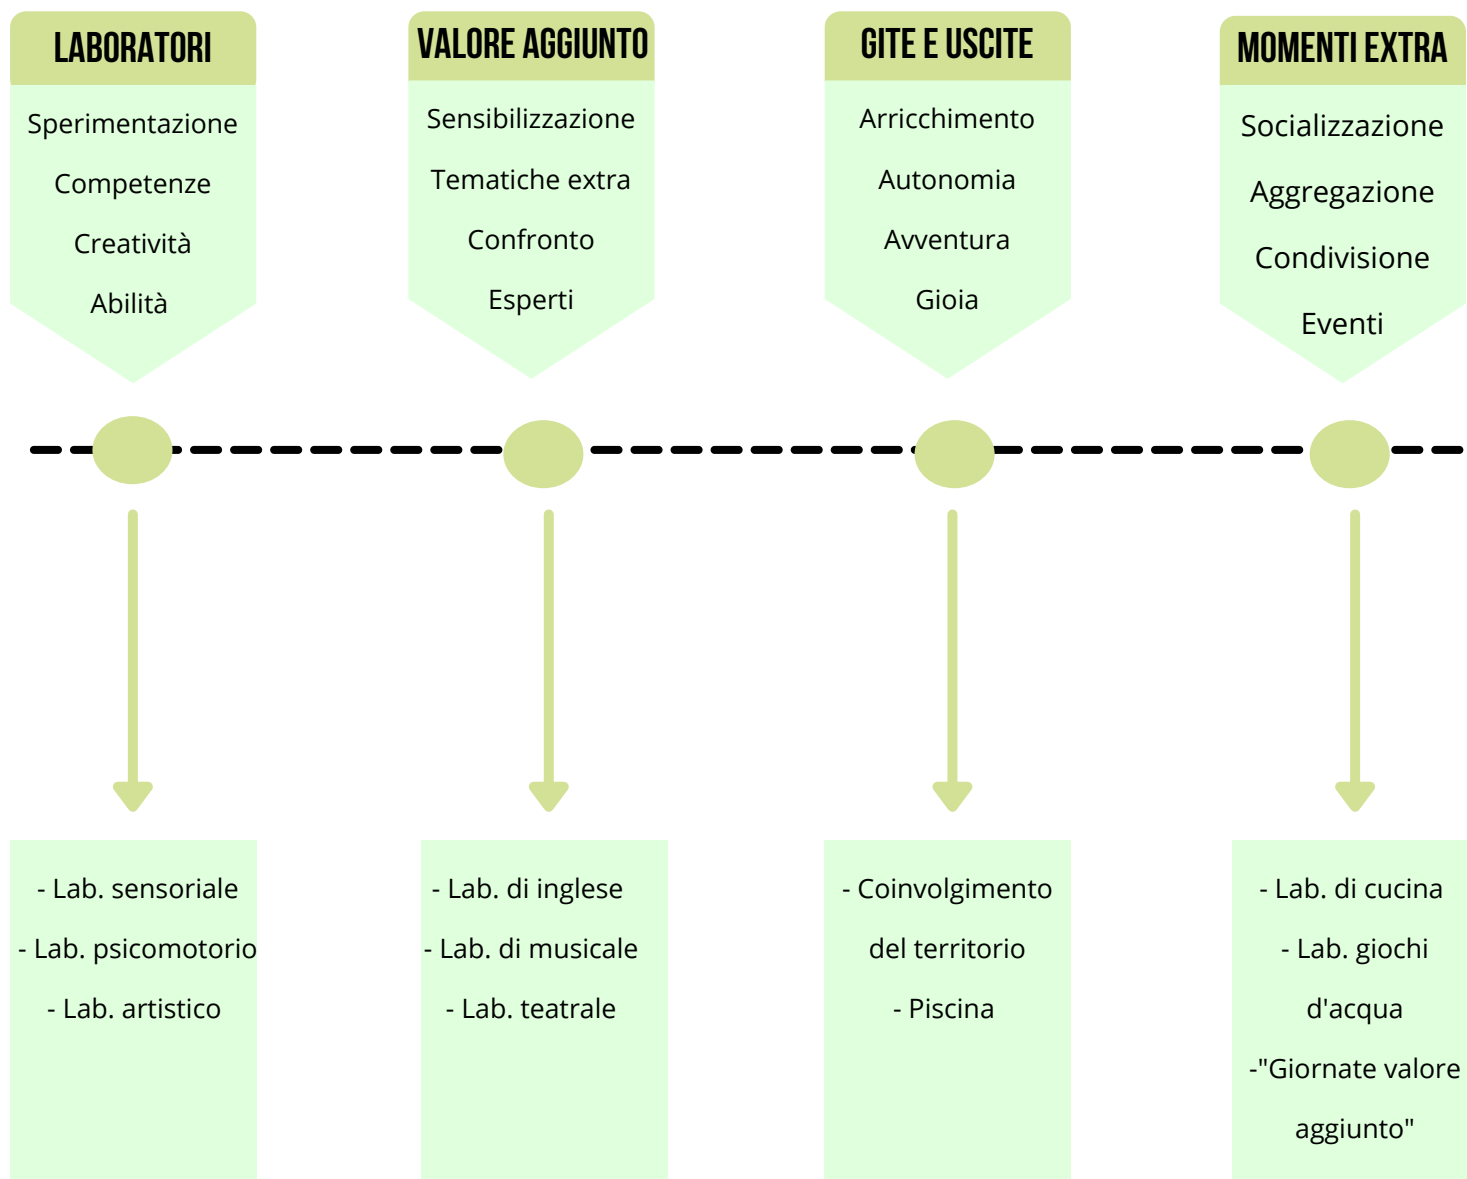 LABORATORI
Sperimentazione
Competenze
Creatività
Abilità
VALORE AGGIUNTO
Sensibilizzazione
Tematiche extra
Confronto
Esperti
GITE E USCITE
Arricchimento
Autonomia
Avventura
Gioia
MOMENTI EXTRA
Socializzazione
Aggregazione
Condivisione
Eventi
- Lab. sensoriale
- Lab. psicomotorio
- Lab. artistico
- Lab. di inglese
- Lab. di musicale
- Lab. teatrale
- Coinvolgimento
del territorio
- Piscina
- Lab. di cucina
- Lab. giochi
d'acqua
-"Giornate valore
aggiunto"